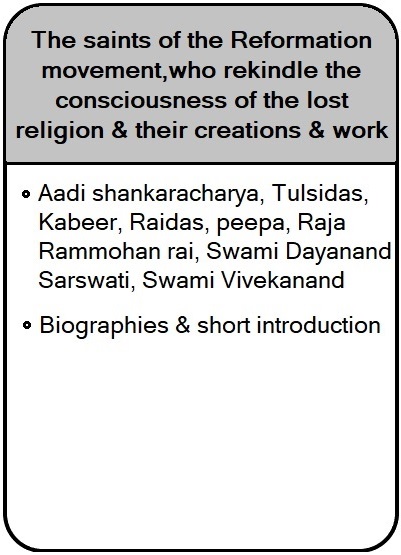 The saints of the Reformation
movement,who rekindle the
consciousness of the lost
religion & their creations & work
Aadi shankaracharya, Tulsidas,
Kabeer, Raidas, peepa, Raja
Rammohan rai, Swami Dayanand
Sarswati, Swami Vivekanand
Biographies & short introduction